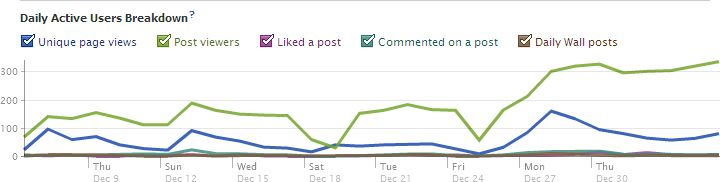 Daily Active Users Breakdown?
Unique page views Post viewers Liked a post Commented on a post Daily Wall posts
300
200
100
0
Thu Sun Wed Sat Tue Fri Mon Thu
Dec 9 Dec 12 Dec 15 Dec 18 Dec 21 Dec 24 Dec 27 Dec 30